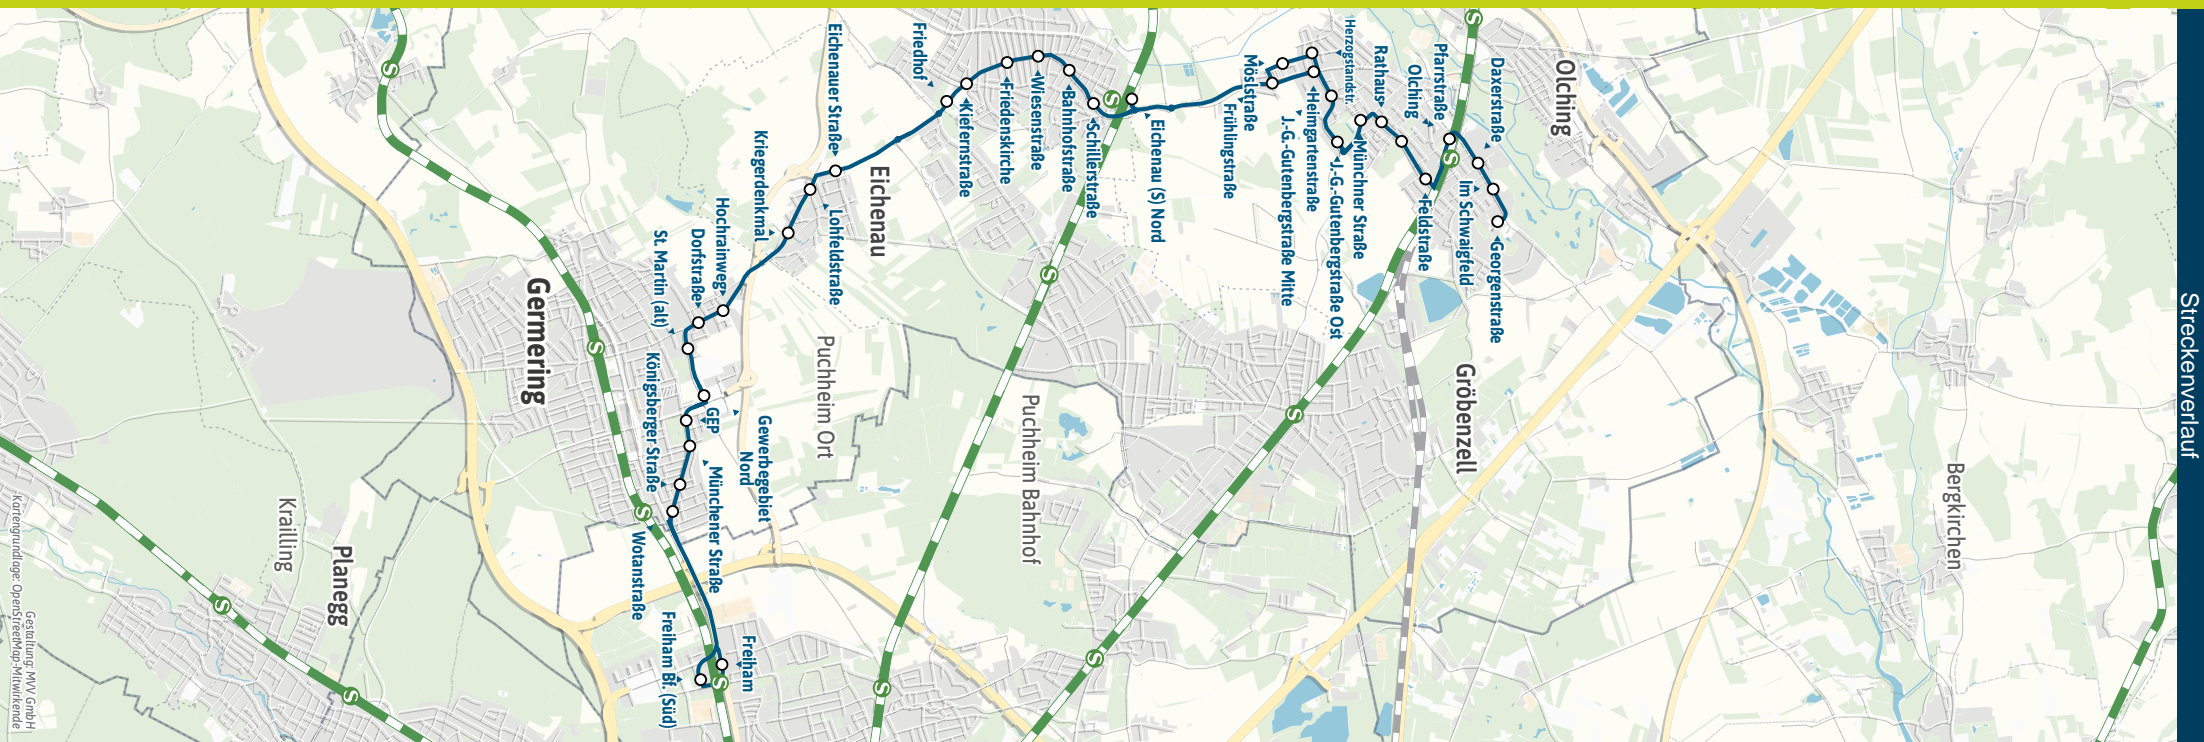 Streckenverlauf
Olching
Bergkirchen
Gröbenzell
Daxerstraße
Georgenstraße
Im Schwaigfeld
Pfarrstraße
Olching
Feldstraße
Rathaus
Münchner Straße
Herzogstandstr.
J.-G.-Gutenbergstraße Ost
Heimgartenstraße
J.-G.-Gutenbergstraße Mitte
Möslstraße
Frühlingstraße
Eichenau (S) Nord
Schillerstraße
Bahnhofstraße
Wiesenstraße
Friedenskirche
Kiefernstraße
Friedhof
Puchheim Bahnhof
Eichenau
Eichenauer Straße
Lohfeldstraße
Puchheim Ort
Kriegerdenkmal
Hochrainweg
Dorfstraße
St. Martin (alt)
Gewerbegebiet
Nord
GEP
Münchener Straße
Königsberger Straße
Wotanstraße
Freiham
Freiham Bf. (Süd)
Germering
Planegg
Krailling
Gestaltung: MVV GmbH
Kartengrundlage: OpenStreetMap-Mitwirkende
S
S
S
S
S
S
S
S
S
S
S
S
S